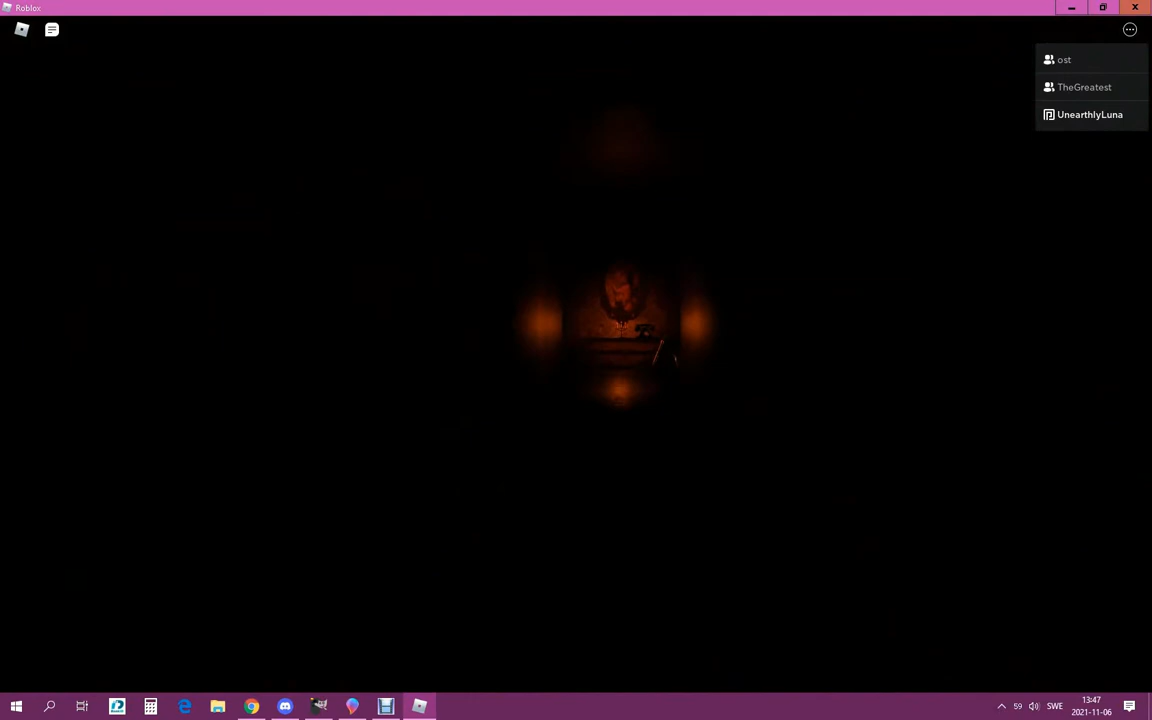 Roblox
ost
TheGreatest
UnearthlyLuna
59
SWE
13:47
2021-11-06